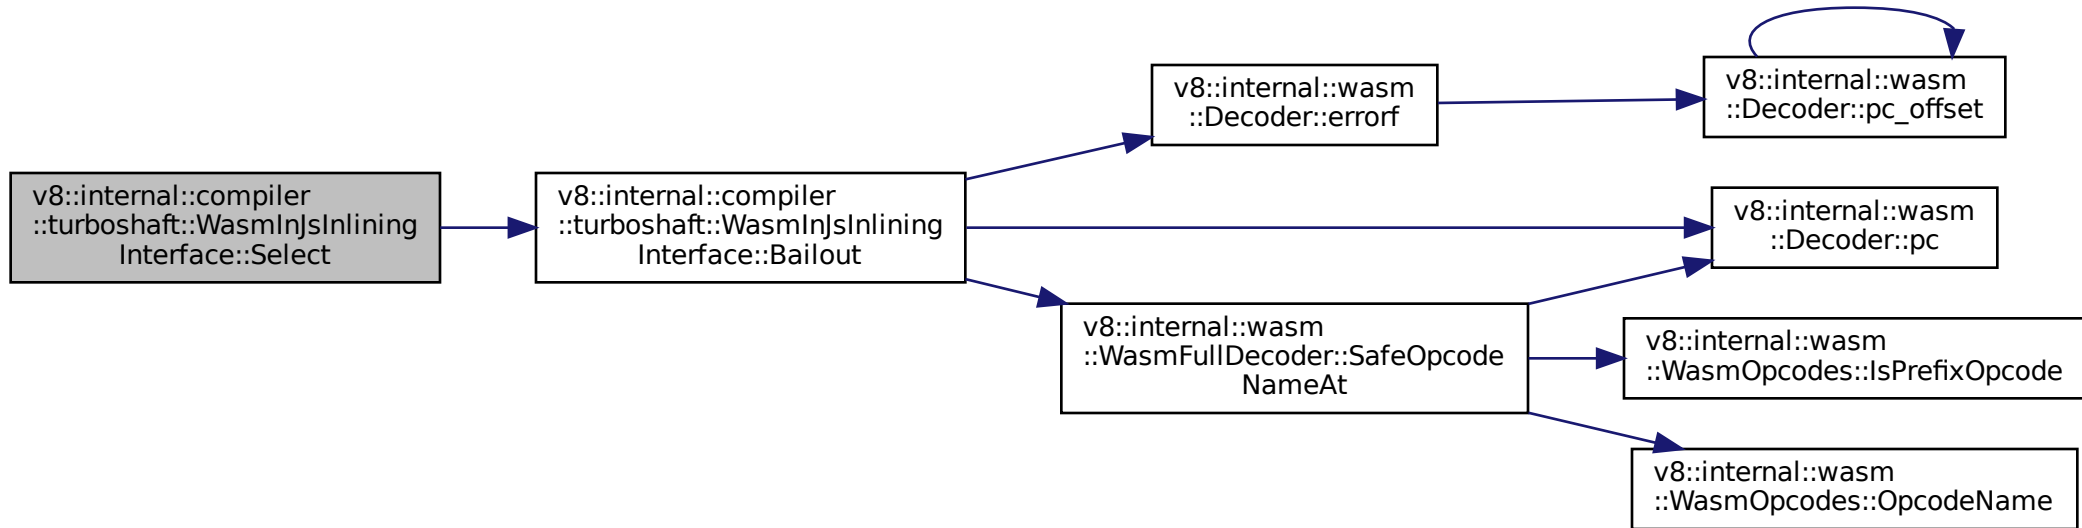 v8::internal::compiler
::turboshaft::WasmInJsInlining
Interface::Select
v8::internal::compiler
::turboshaft::WasmInJsInlining
Interface::Bailout
v8::internal::wasm
::Decoder::errorf
v8::internal::wasm
::Decoder::pc_offset
v8::internal::wasm
::Decoder::pc
v8::internal::wasm
::WasmFullDecoder::SafeOpcode
NameAt
v8::internal::wasm
::WasmOpcodes::IsPrefixOpcode
v8::internal::wasm
::WasmOpcodes::OpcodeName